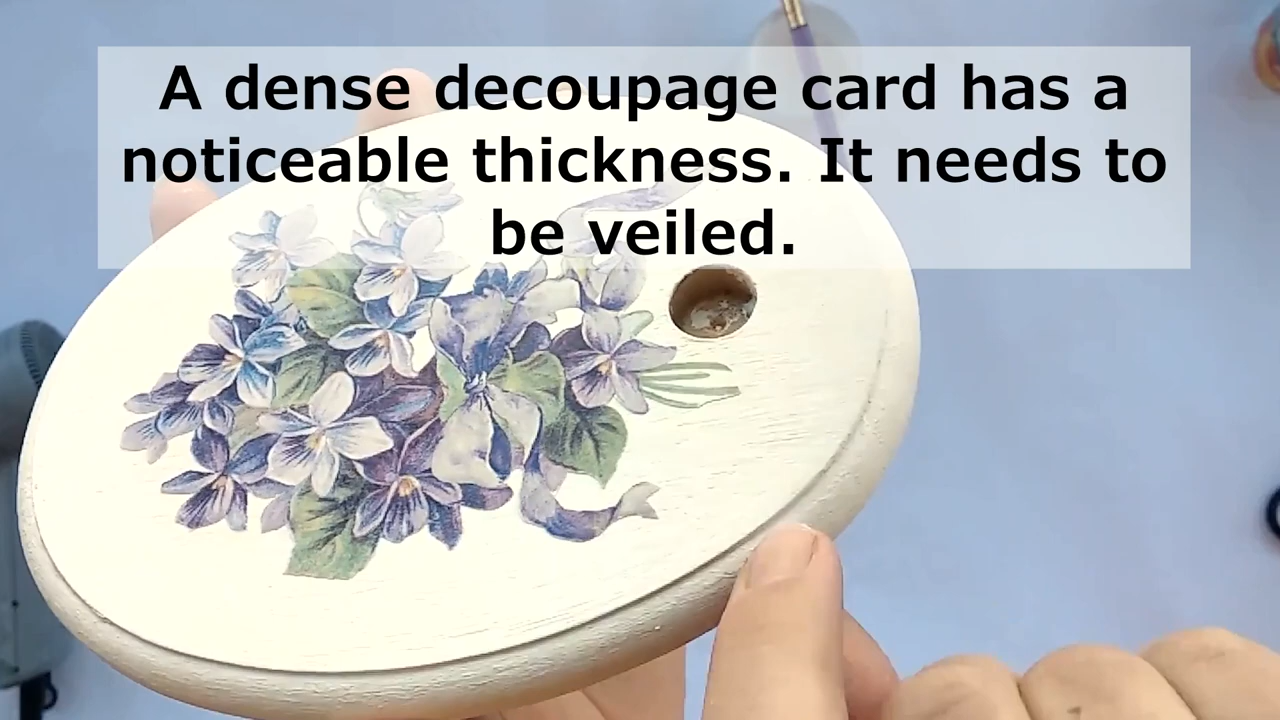 A dense decoupage card has a
noticeable thickness. It needs to
be veiled.